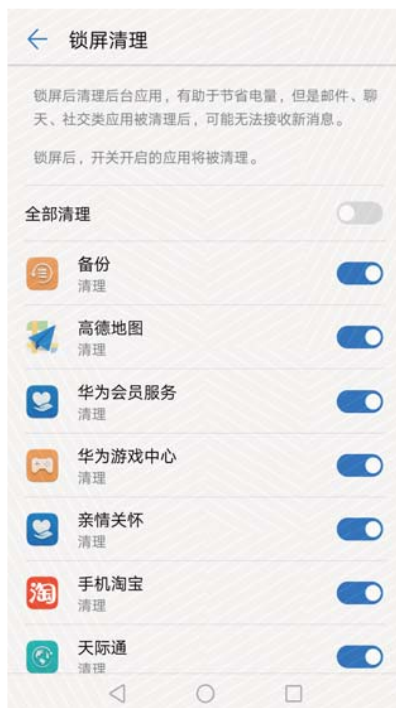 锁屏清理
锁屏后清理后台应用，有助于节省电量，但是邮件、聊
天、社交类应用被清理后，可能无法接收新消息。
锁屏后，开关开启的应用将被清理。
全部清理
备份
清理
高德地图
清理
华为会员服务
清理
华为游戏中心
清理
亲情关怀
清理
淘
手机淘宝
清理
天际通
清理